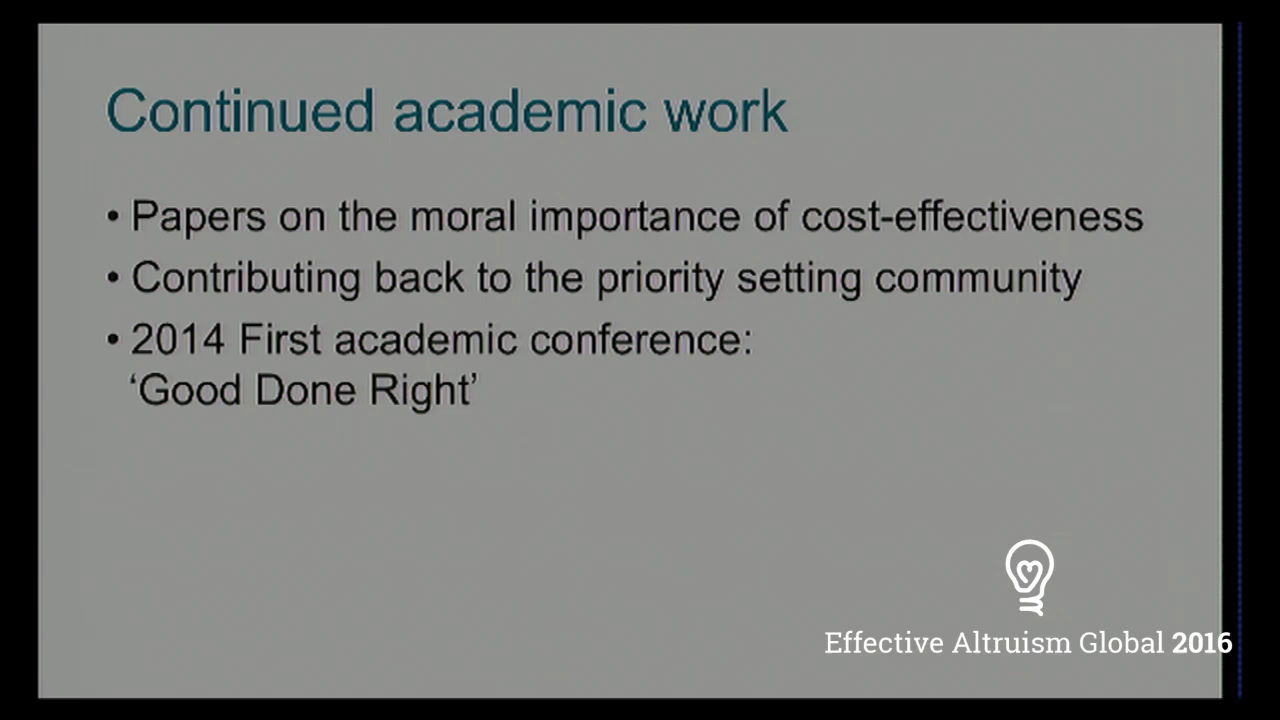 Continued academic work
• Papers on the moral importance of cost-effectiveness
• Contributing back to the priority setting community
• 2014 First academic conference:
‘Good Done Right’
Effective Altruism Global 2016